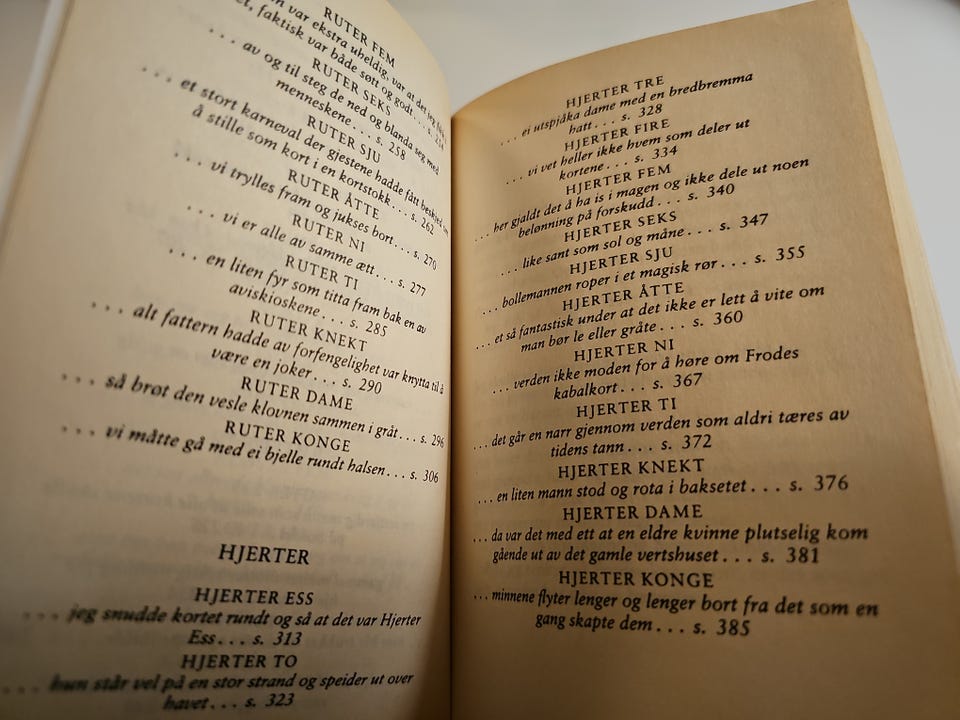 RUTER FEM
var ekstra uheldig, var at det
faktisk var både søtt og godt . . . s.
RUTER SEKS
. . . av og til steg de ned og blanda seg med
menneskene . . . s. 258
RUTER SJU
. . . et stort karneval der gjestene hadde fått beskjed om
å stille som kort i en kortstokk . . . s. 262
RUTER ÅTTE
. . . vi trylles fram og jukses bort . . . s. 270
RUTER NI
. . . vi er alle av samme ætt . . . s. 277
RUTER TI
. . . en liten fyr som titta fram bak en av
aviskioskene . . . s. 285
RUTER KNEKT
. . . alt fattern hadde av forfengelighet var knytta til å
være en joker . . . s. 290
RUTER DAME
. . . så brøt den vesle klovnen sammen i gråt . . . s. 296
RUTER KONGE
. . . vi måtte gå med ei bjelle rundt halsen . . . s. 306
HJERTER
HJERTER ESS
. . . jeg snudde kortet rundt og så at det var Hjerter
Ess . . . s. 313
HJERTER TO
. . . hun står vel på en stor strand og speider ut over
havet . . . s. 323
HJERTER TRE
. . . ei utspjåka dame med en bredbremma
hatt . . . s. 328
HJERTER FIRE
. . . vi vet heller ikke hvem som deler ut
kortene . . . s. 334
HJERTER FEM
. . . her gjaldt det å ha is i magen og ikke dele ut noen
belønning på forskudd . . . s. 340
HJERTER SEKS
. . . like sant som sol og måne . . . s. 347
HJERTER SJU
. . . bollemannen roper i et magisk rør . . . s. 355
HJERTER ÅTTE
. . . et så fantastisk under at det ikke er lett å vite om
man bør le eller gråte . . . s. 360
HJERTER NI
. . . verden ikke moden for å høre om Frodes
kabalkort . . . s. 367
HJERTER TI
. . . det går en narr gjennom verden som aldri tæres av
tidens tann . . . s. 372
HJERTER KNEKT
. . . en liten mann stod og rota i baksetet . . . s. 376
HJERTER DAME
. . . da var det med ett at en eldre kvinne plutselig kom
gående ut av det gamle vertshuset . . . s. 381
HJERTER KONGE
. . . minnene flyter lenger og lenger bort fra det som en
gang skapte dem . . . s. 385